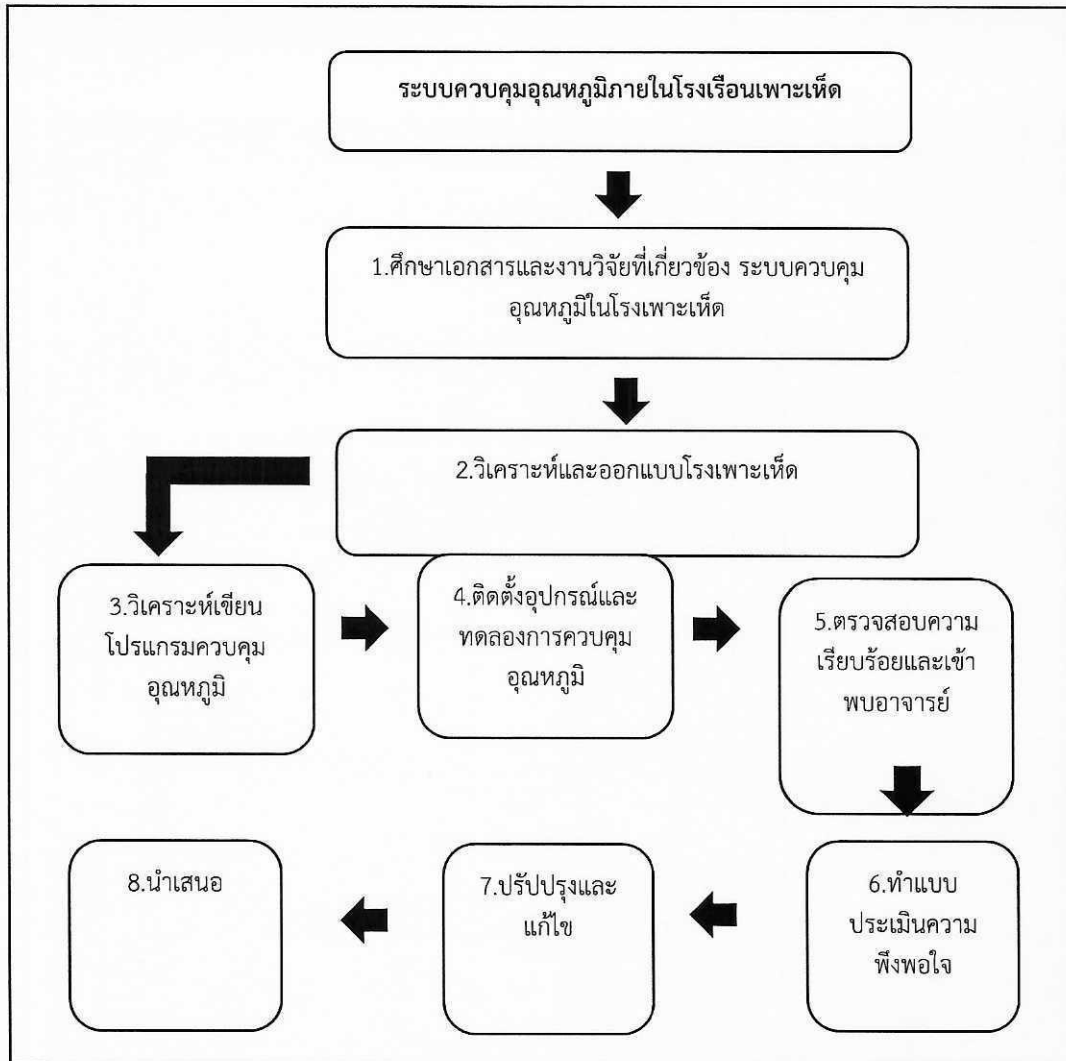 ระบบควบคุมอุณหภูมิภายในโรงเรือนเพาะเห็ด
1.ศึกษาเอกสารและงานวิจัยที่เกี่ยวข้อง ระบบควบคุม
อุณหภูมิในโรงเพาะเห็ด
2.วิเคราะห์และออกแบบโรงเพาะเห็ด
3.วิเคราะห์เขียน
โปรแกรมควบคุม
อุณหภูมิ
4.ติดตั้งอุปกรณ์และ
ทดลองการควบคุม
อุณหภูมิ
5.ตรวจสอบความ
เรียบร้อยและเข้า
พบอาจารย์
6.ทำแบบ
ประเมินความ
พึงพอใจ
7.ปรัปปรุงและ
แก้ไข
8.นำเสนอ